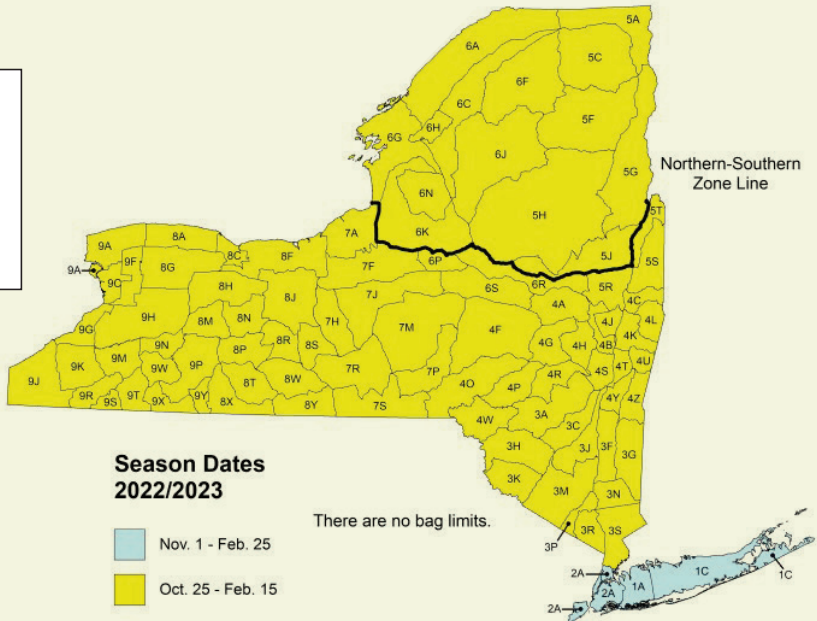 5A
6A
5C
6F
6C
6H
5F
6G
6J
5G
Northern-Southern
Zone Line
6N
5H
5T
6K
7A
8A
9A
8C
8F
5J
9F
6P
5S
9A
8G
7F
9C
6R
8H
6S
5R
7J
8J
4A
4C
9H
9G
8M
8N
7H
7M
4F
4J
4L
4K
9N
8R
8S
4G
4H
4B
9M
8P
4U
9K
9W
9P
7R
7P
4R
4S
4T
9J
8T
8W
4O
4P
9R
9S
9T
9X
9Y
8X
8Y
7S
4Y
4Z
4W
3A
3C
3H
3J
3F
3G
Season Dates
2022/2023
3K
3M
3N
There are no bag limits.
3R
3S
3P
Nov. 1 - Feb. 25
2A
1C
1C
Oct. 25 - Feb. 15
2A
1A
2A